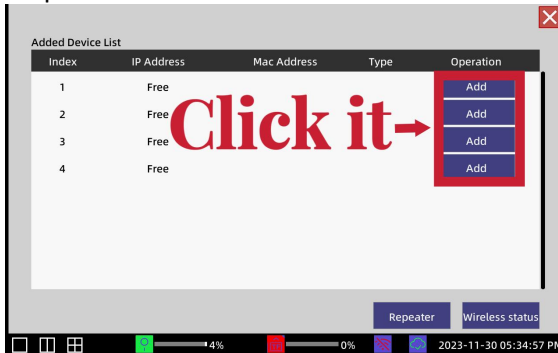 Added Device List
Index IP Address Mac Address Type Operation
1 Free Add
2 Free Add
3 Free Add
4 Free Add
Click it
Repeater Wireless status
4% 0% 2023-11-30 05:34:57 PM